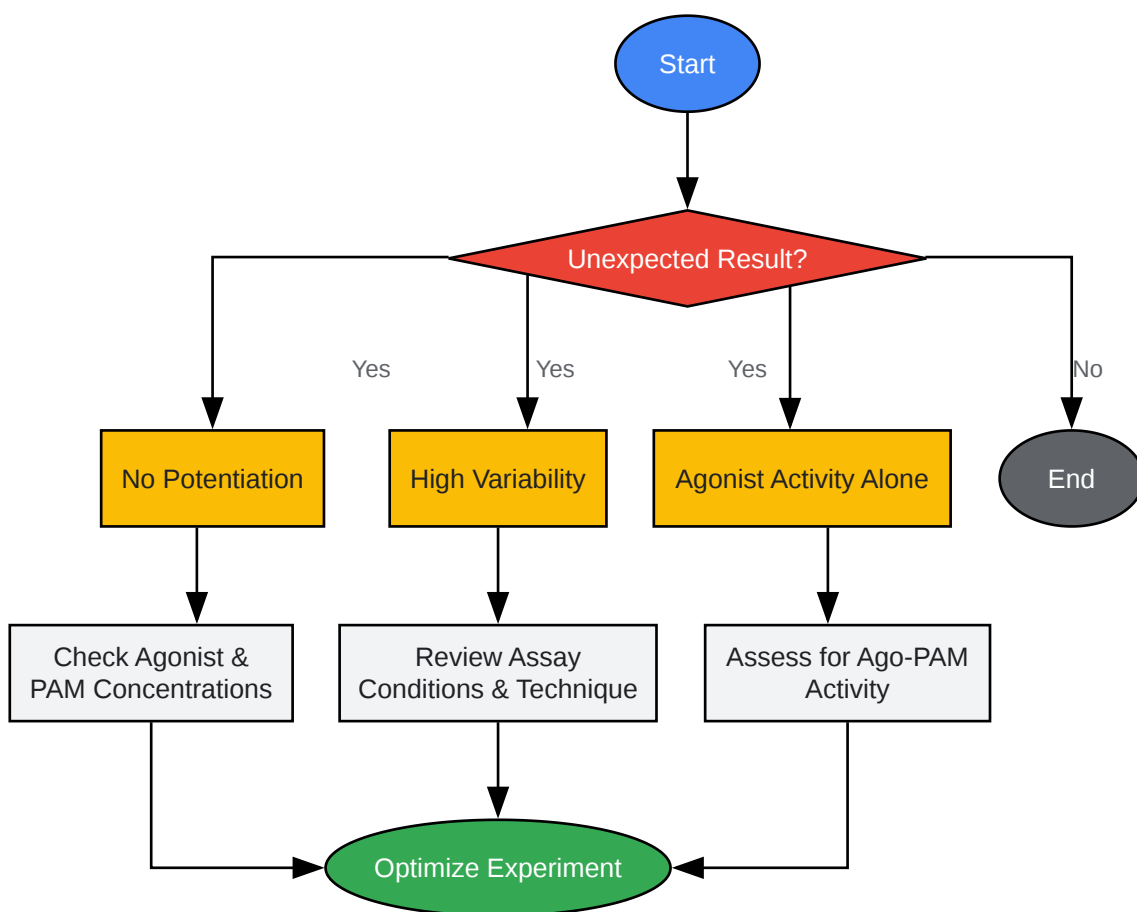 Start
Unexpected Result?
Yes
Yes
Yes
No
No Potentiation
High Variability
Agonist Activity Alone
End
Check Agonist &
PAM Concentrations
Review Assay
Conditions & Technique
Assess for Ago-PAM
Activity
Optimize Experiment